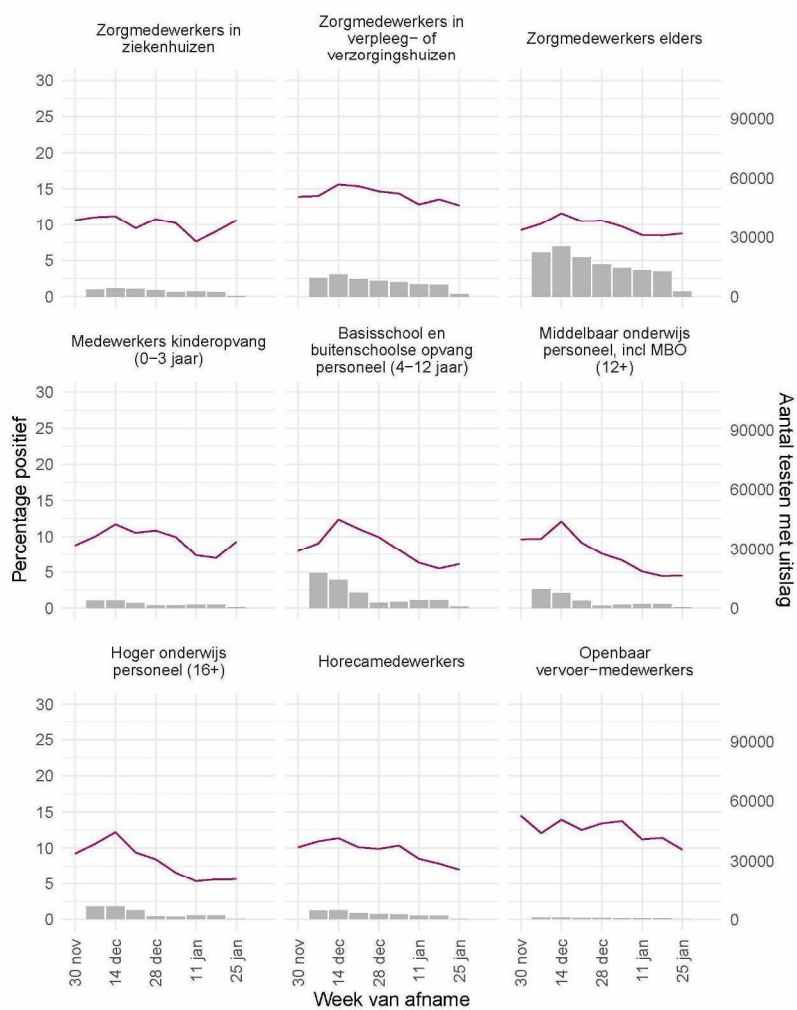 Zorgmedewerkers in
ziekenhuizen
Zorgmedewerkers in
verpleeg− of
verzorgingshuizen
Zorgmedewerkers elders
30
25
20
15
10
5
0
90000
60000
30000
0
Medewerkers kinderopvang
(0−3 jaar)
Basisschool en
buitenschoolse opvang
personeel (4−12 jaar)
Middelbaar onderwijs
personeel, incl MBO
(12+)
30
25
20
15
10
5
0
90000
60000
30000
0
Percentage positief
Aantal testen met uitslag
Hoger onderwijs
personeel (16+)
Horecamedewerkers
Openbaar
vervoer−medewerkers
30
25
20
15
10
5
0
90000
60000
30000
0
30 nov
14 dec
28 dec
11 jan
25 jan
30 nov
14 dec
28 dec
11 jan
25 jan
30 nov
14 dec
28 dec
11 jan
25 jan
Week van afname